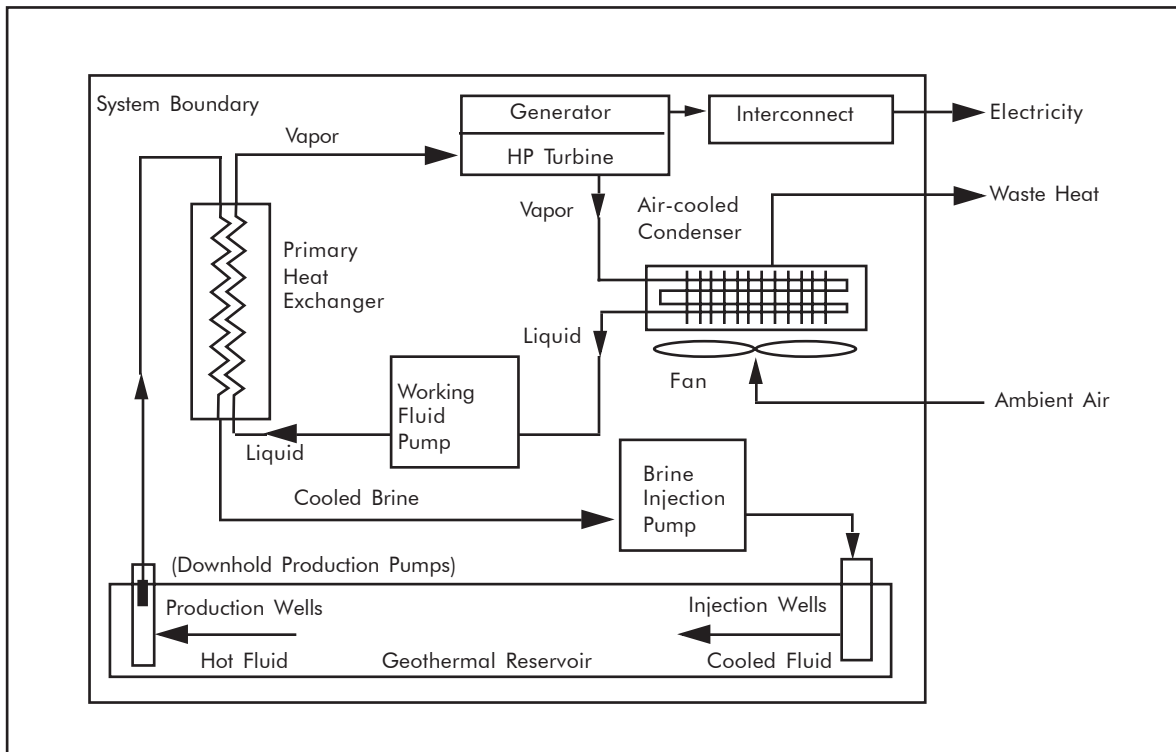 System Boundary
Generator
HP Turbine
Interconnect
Electricity
Vapor
Waste Heat
Vapor
Air-cooled
Condenser
Primary
Heat
Exchanger
Liquid
Fan
Working
Fluid
Pump
Ambient Air
Liquid
Cooled Brine
Brine
Injection
Pump
(Downhold Production Pumps)
Production Wells
Injection Wells
Hot Fluid
Geothermal Reservoir
Cooled Fluid